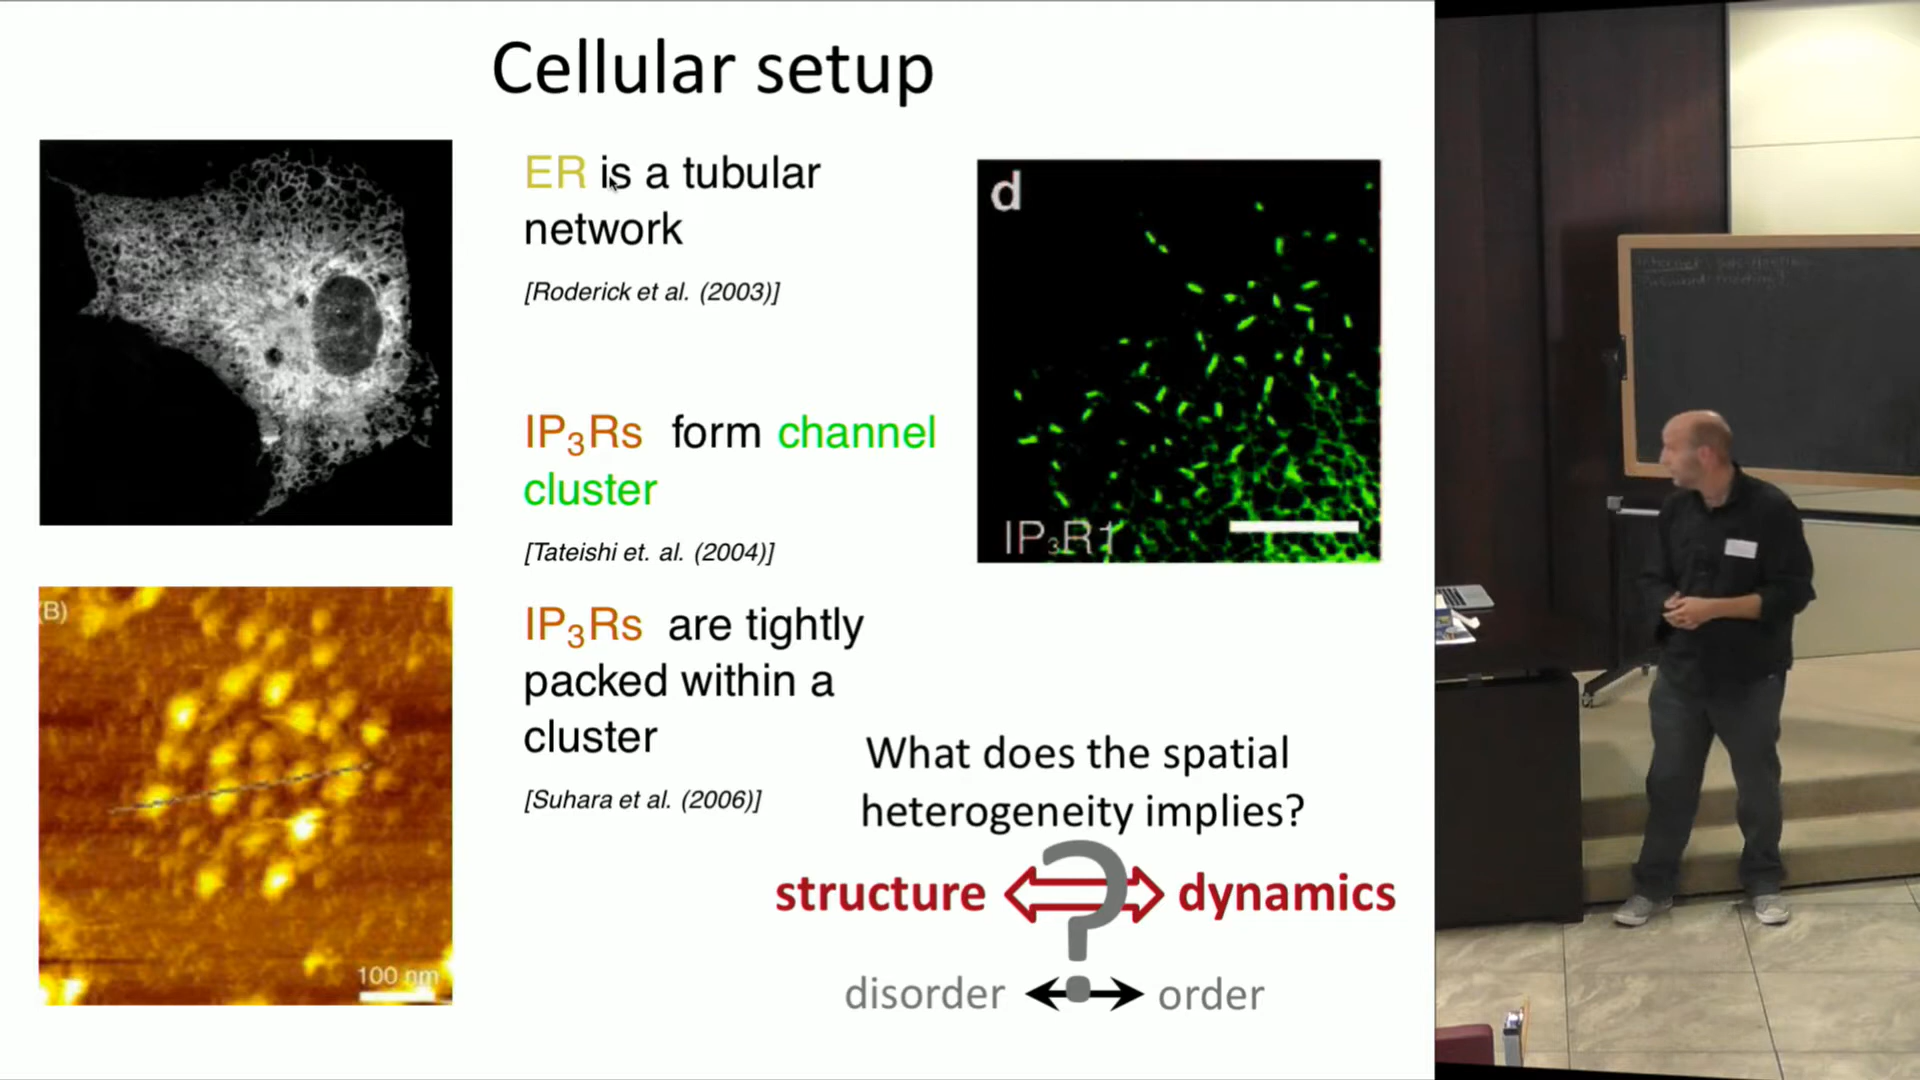 Cellular setup
ER is a tubular
network
[Roderick et al. (2003)]
d
IP₃R1
IP₃Rs form channel
cluster
[Tateishi et. al. (2004)]
(B)
100 nm
IP₃Rs are tightly
packed within a
cluster
[Suhara et al. (2006)]
What does the spatial
heterogeneity implies?
structure ? dynamics
disorder order